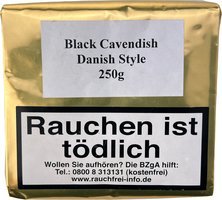 Black Cavendish
Danish Style
250g
Rauchen ist
tödlich
Wollen Sie aufhören? Die BZgA hilft:
Tel.: 0800 8 313131 (kostenfrei)
www.rauchfrei-info.de